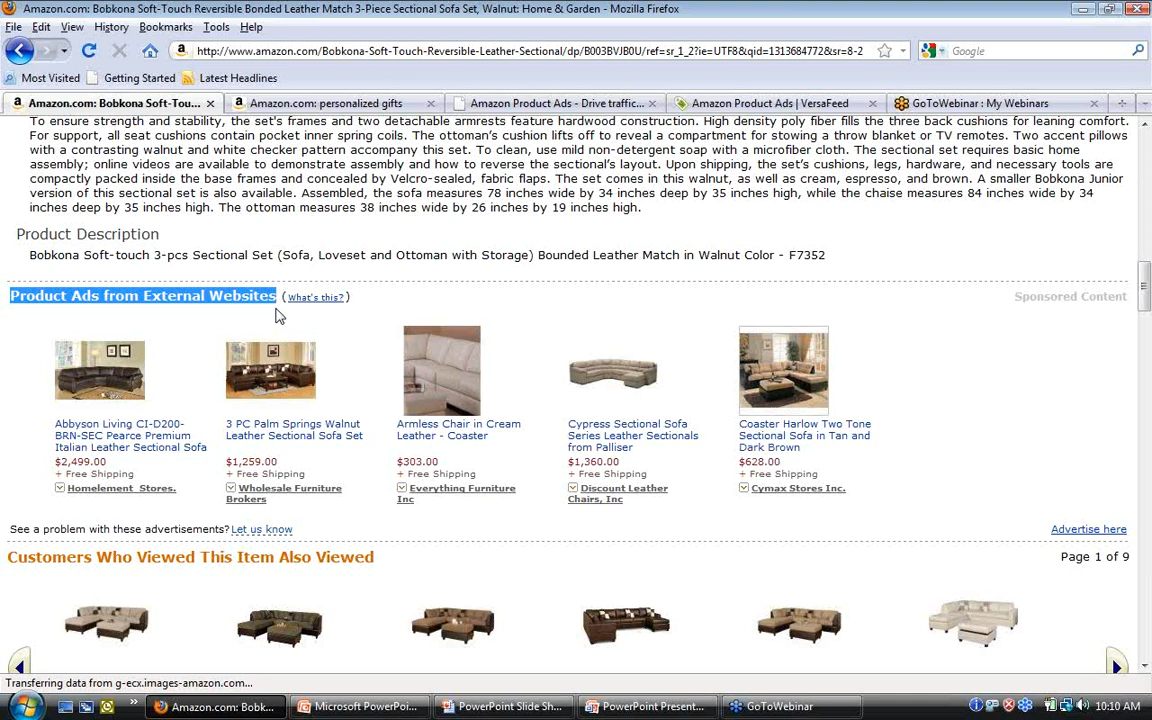 Amazon.com: Bobkona Soft-Touch Reversible Bonded Leather Match 3-Piece Sectional Sofa Set, Walnut: Home & Garden - Mozilla Firefox
File Edit View History Bookmarks Tools Help
http://www.amazon.com/Bobkona-Soft-Touch-Reversible-Leather-Sectional/dp/B003BVJB0U/ref=sr_1_2?ie=UTF8&qid=1313684772&sr=8-2
Google
Most Visited Getting Started Latest Headlines
Amazon.com: Bobkona Soft-Tou... Amazon.com: personalized gifts Amazon Product Ads - Drive traffic... Amazon Product Ads | VersaFeed GoToWebinar : My Webinars
To ensure strength and stability, the set's frames and two detachable armrests feature hardwood construction. High density poly fiber fills the three back cushions for leaning comfort.
For support, all seat cushions contain pocket inner spring coils. The ottoman's cushion lifts off to reveal a compartment for stowing a throw blanket or TV remotes. Two accent pillows
with a contrasting walnut and white checker pattern accompany this set. To clean, use mild non-detergent soap with a microfiber cloth. The sectional set requires basic home
assembly; online videos are available to demonstrate assembly and how to reverse the sectional's layout. Upon shipping, the set's cushions, legs, hardware, and necessary tools are
compactly packed inside the base frames and concealed by Velcro-sealed, fabric flaps. The set comes in this walnut, as well as cream, espresso, and brown. A smaller Bobkona Junior
version of this sectional set is also available. Assembled, the sofa measures 78 inches wide by 34 inches deep by 35 inches high, while the chaise measures 84 inches wide by 34
inches deep by 35 inches high. The ottoman measures 38 inches wide by 26 inches by 19 inches high.
Product Description
Bobkona Soft-touch 3-pcs Sectional Set (Sofa, Loveset and Ottoman with Storage) Bounded Leather Match in Walnut Color - F7352
Product Ads from External Websites (What's this?) Sponsored Content
Abbyson Living CI-D200-
BRN-SEC Pearce Premium
Italian Leather Sectional Sofa
$2,499.00
+ Free Shipping
Homelement Stores.
3 PC Palm Springs Walnut
Leather Sectional Sofa Set
$1,259.00
+ Free Shipping
Wholesale Furniture
Brokers
Armless Chair in Cream
Leather - Coaster
$303.00
+ Free Shipping
Everything Furniture
Inc
Cypress Sectional Sofa
Series Leather Sectionals
from Palliser
$1,360.00
+ Free Shipping
Discount Leather
Chairs, Inc
Coaster Harlow Two Tone
Sectional Sofa in Tan and
Dark Brown
$628.00
+ Free Shipping
Cymax Stores Inc.
See a problem with these advertisements? Let us know Advertise here
Customers Who Viewed This Item Also Viewed Page 1 of 9
Transferring data from g-ecx.images-amazon.com...
Amazon.com: Bobk... Microsoft PowerPoi... PowerPoint Slide Sh... PowerPoint Present... GoToWebinar 10:10 AM